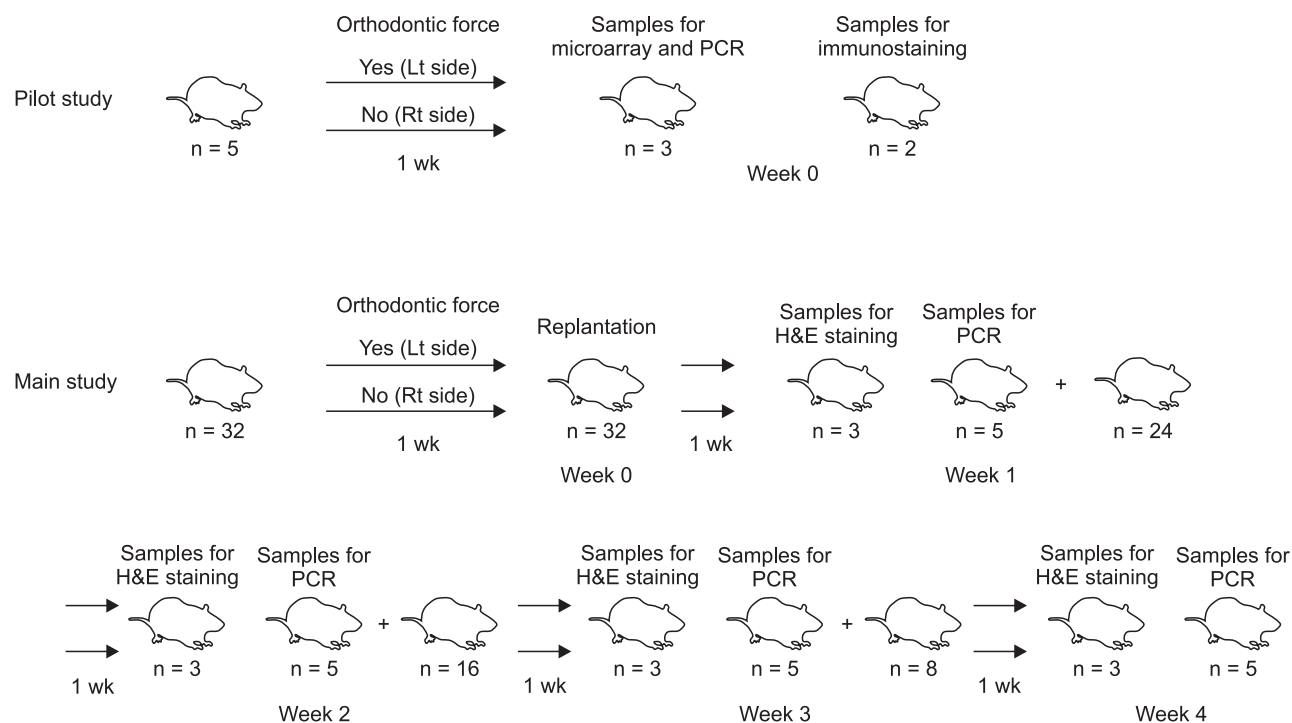 Orthodontic force
Samples for
microarray and PCR
Samples for
immunostaining
Pilot study
Yes (Lt side)
No (Rt side)
n = 5
1 wk
n = 3
n = 2
Week 0
Orthodontic force
Replantation
Samples for
H&E staining
Samples for
PCR
Main study
Yes (Lt side)
No (Rt side)
+
n = 32
1 wk
n = 32
1 wk
n = 3
n = 5
n = 24
Week 0
Week 1
Samples for
H&E staining
Samples for
PCR
Samples for
H&E staining
Samples for
PCR
Samples for
H&E staining
Samples for
PCR
+
+
1 wk
n = 3
n = 5
n = 16
1 wk
n = 3
n = 5
n = 8
1 wk
n = 3
n = 5
Week 2
Week 3
Week 4